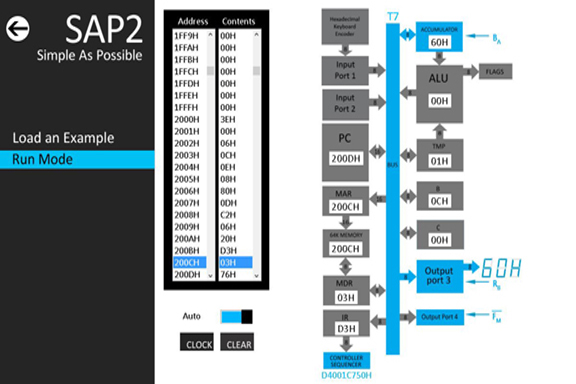 SAP2
Simple As Possible
Load an Example
Run Mode
Address Contents
1FF9H 00H
1FFAH 00H
1FFBH 00H
1FFCH 00H
1FFDH 00H
1FFEH 00H
1FFFH 00H
2000H 3EH
2001H 00H
2002H 06H
2003H 0CH
2004H 0EH
2005H 08H
2006H 80H
2007H 0DH
2008H C2H
2009H 06H
200AH 20H
200BH D3H
200CH 03H
200DH 76H
Auto
CLOCK CLEAR
Hexadecimal
Keyboard
Encoder
Input
Port 1
Input
Port 2
PC
200DH
MAR
200CH
64K MEMORY
200CH
MDR
03H
IR
D3H
CONTROLLER
SEQUENCER
D4001C750H
T7
BUS
ACCUMULATOR
60H
BA
ALU
00H
FLAGS
TMP
01H
B
0CH
C
00H
Output
port 3
60H
Output Port 4
FM